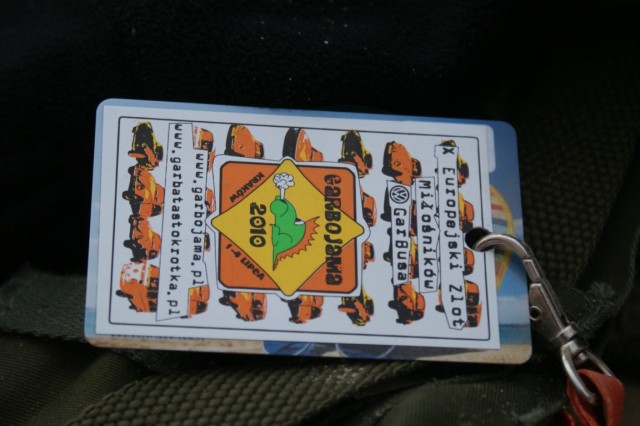 X Europejski Zlot
Miłośników
GarBusa
GARBOJAMA
KRAKÓW
2010
1-4 LIPCA
www.garbojama.pl
www.garbatastokrotka.pl